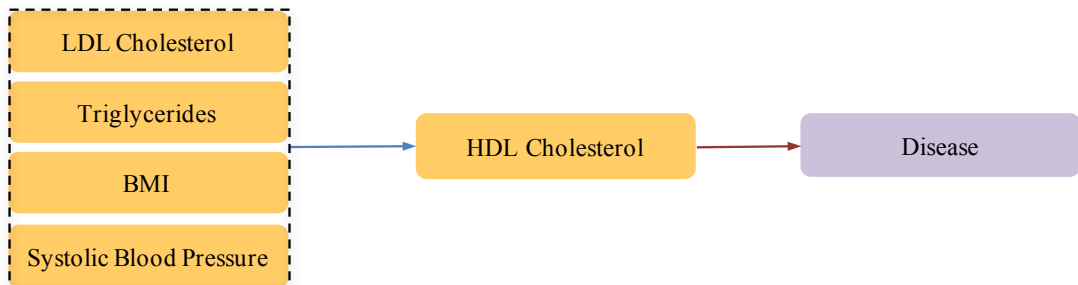 LDL Cholesterol
Triglycerides
BMI
Systolic Blood Pressure
HDL Cholesterol
Disease